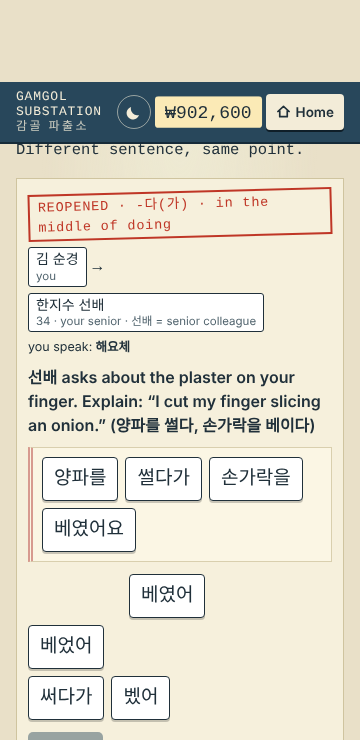 GAMGOL
SUBSTATION
감골 파출소
₩902,600
Home
Different sentence, same point.
REOPENED · -다(가) · in the
middle of doing
김 순경
you
→
한지수 선배
34 · your senior · 선배 = senior colleague
you speak: 해요체
선배 asks about the plaster on your
finger. Explain: “I cut my finger slicing
an onion.” (양파를 썰다, 손가락을 베이다)
양파를 썰다가 손가락을
베였어요
베였어
베었어
써다가 벴어